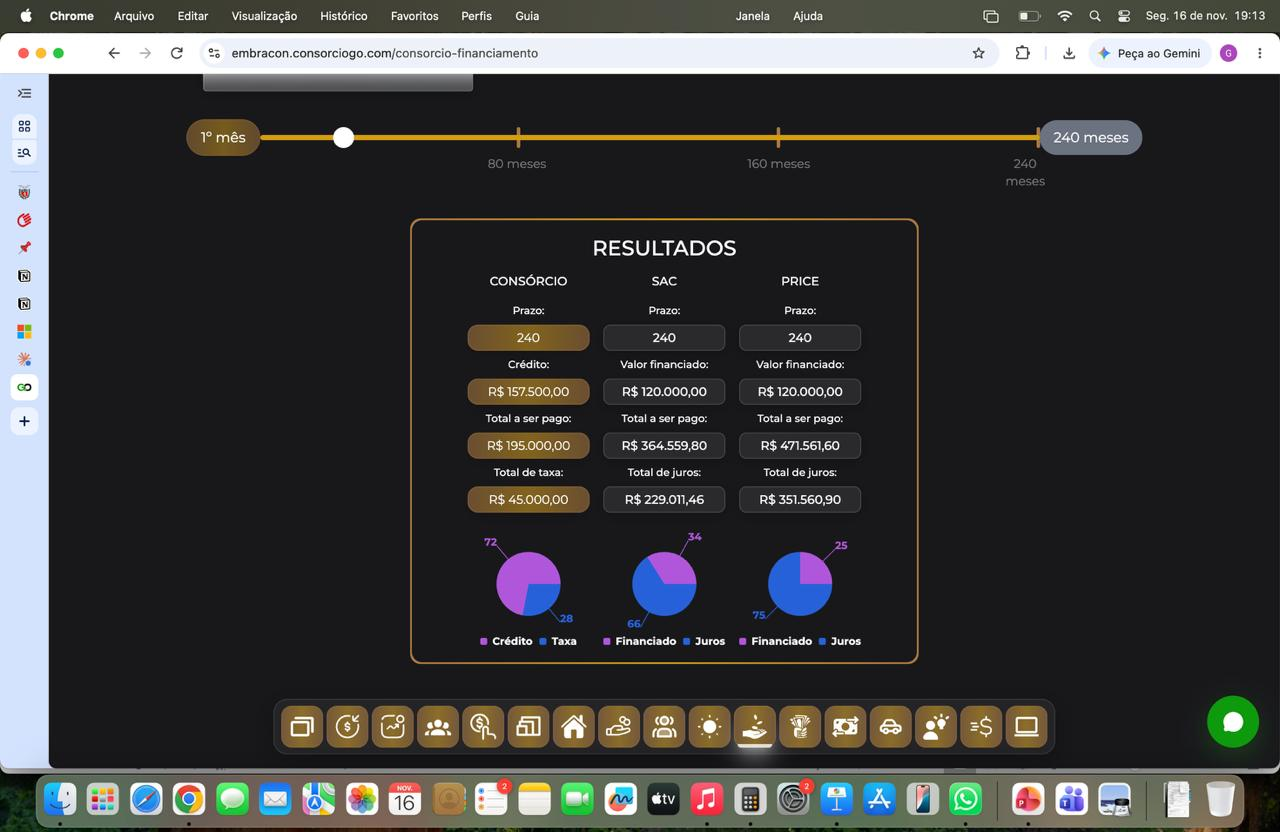 Chrome Arquivo Editar Visualização Histórico Favoritos Perfis Guia Janela Ajuda Seg. 16 de nov. 19:13
embracon.consorciogo.com/consorcio-financiamento
Peça ao Gemini
G
GO
1º mês
240 meses
80 meses
160 meses
240
meses
RESULTADOS
CONSÓRCIO SAC PRICE
Prazo: Prazo: Prazo:
240 240 240
Crédito: Valor financiado: Valor financiado:
R$ 157.500,00 R$ 120.000,00 R$ 120.000,00
Total a ser pago: Total a ser pago: Total a ser pago:
R$ 195.000,00 R$ 364.559,80 R$ 471.561,60
Total de taxa: Total de juros: Total de juros:
R$ 45.000,00 R$ 229.011,46 R$ 351.560,90
72 34 25
28 66 75
Crédito Taxa Financiado Juros Financiado Juros
NOV.
16
2
tv
2